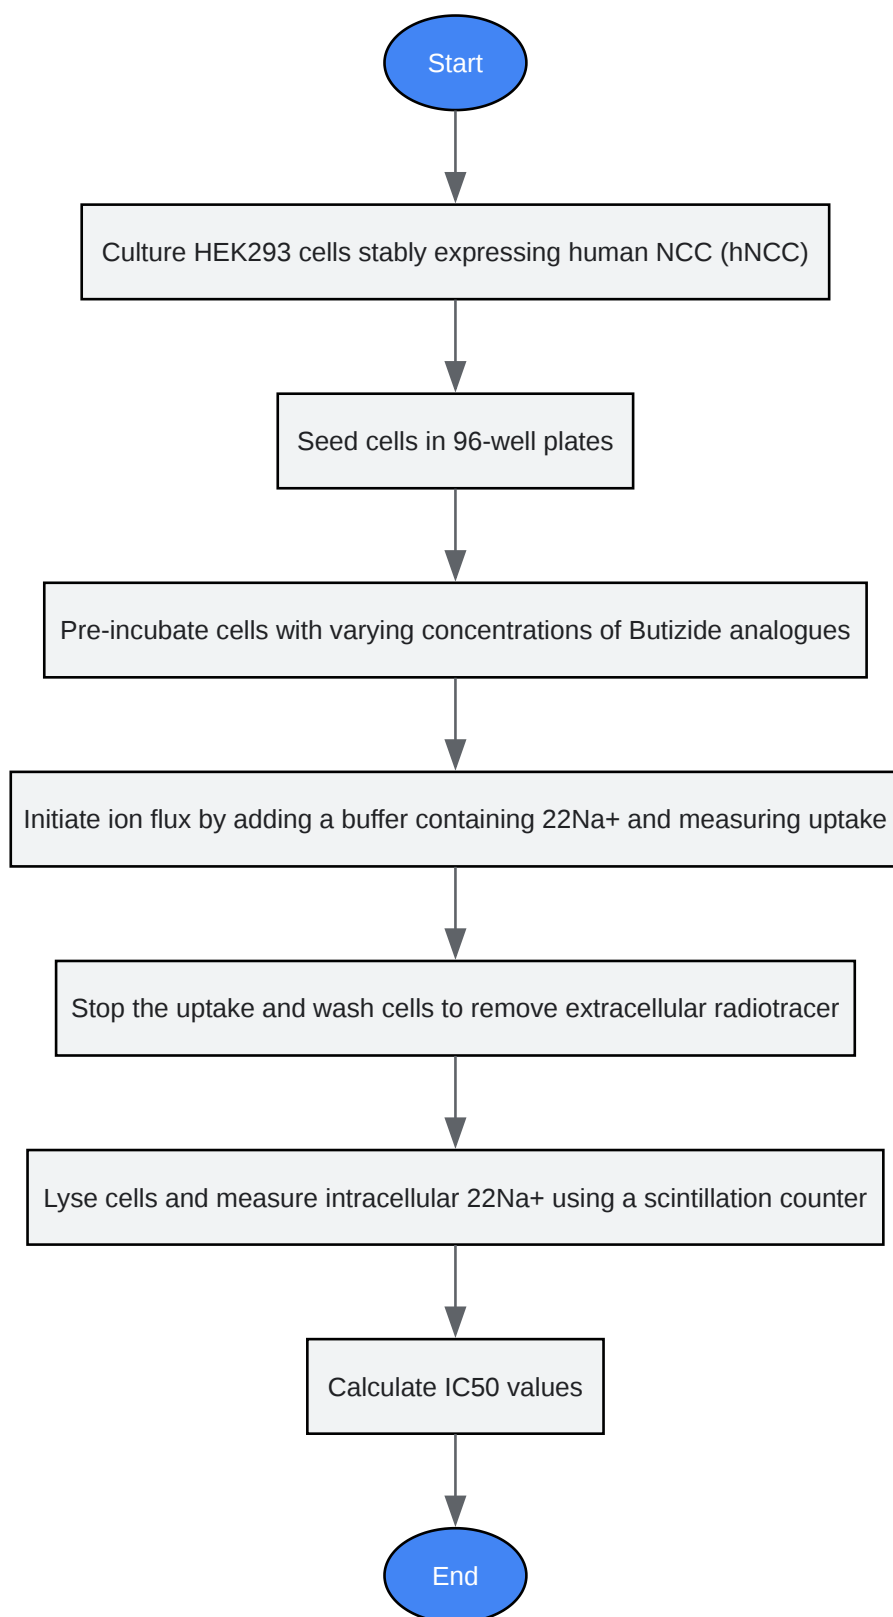 Start
Culture HEK293 cells stably expressing human NCC (hNCC)
Seed cells in 96-well plates
Pre-incubate cells with varying concentrations of Butizide analogues
Initiate ion flux by adding a buffer containing 22Na+ and measuring uptake
Stop the uptake and wash cells to remove extracellular radiotracer
Lyse cells and measure intracellular 22Na+ using a scintillation counter
Calculate IC50 values
End